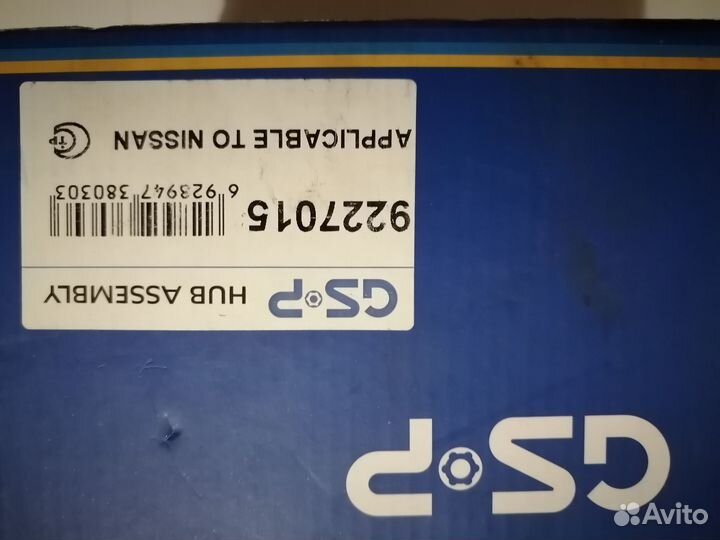 GSP
GSP HUB ASSEMBLY
9227015
6 923947 380303
APPLICABLE TO NISSAN
Avito